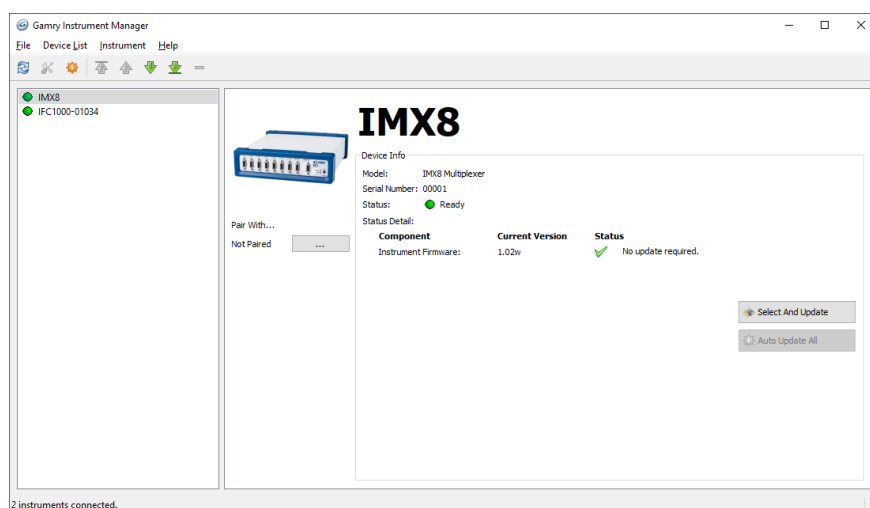 Gamry Instrument Manager
File Device List Instrument Help
IMX8
IFC1000-01034
IMX8
Device Info
Model: IMX8 Multiplexer
Serial Number: 00001
Status: Ready
Status Detail:
Pair With...
Component Current Version Status
Not Paired ...
Instrument Firmware: 1.02w No update required.
Select And Update
Auto Update All
2 instruments connected.